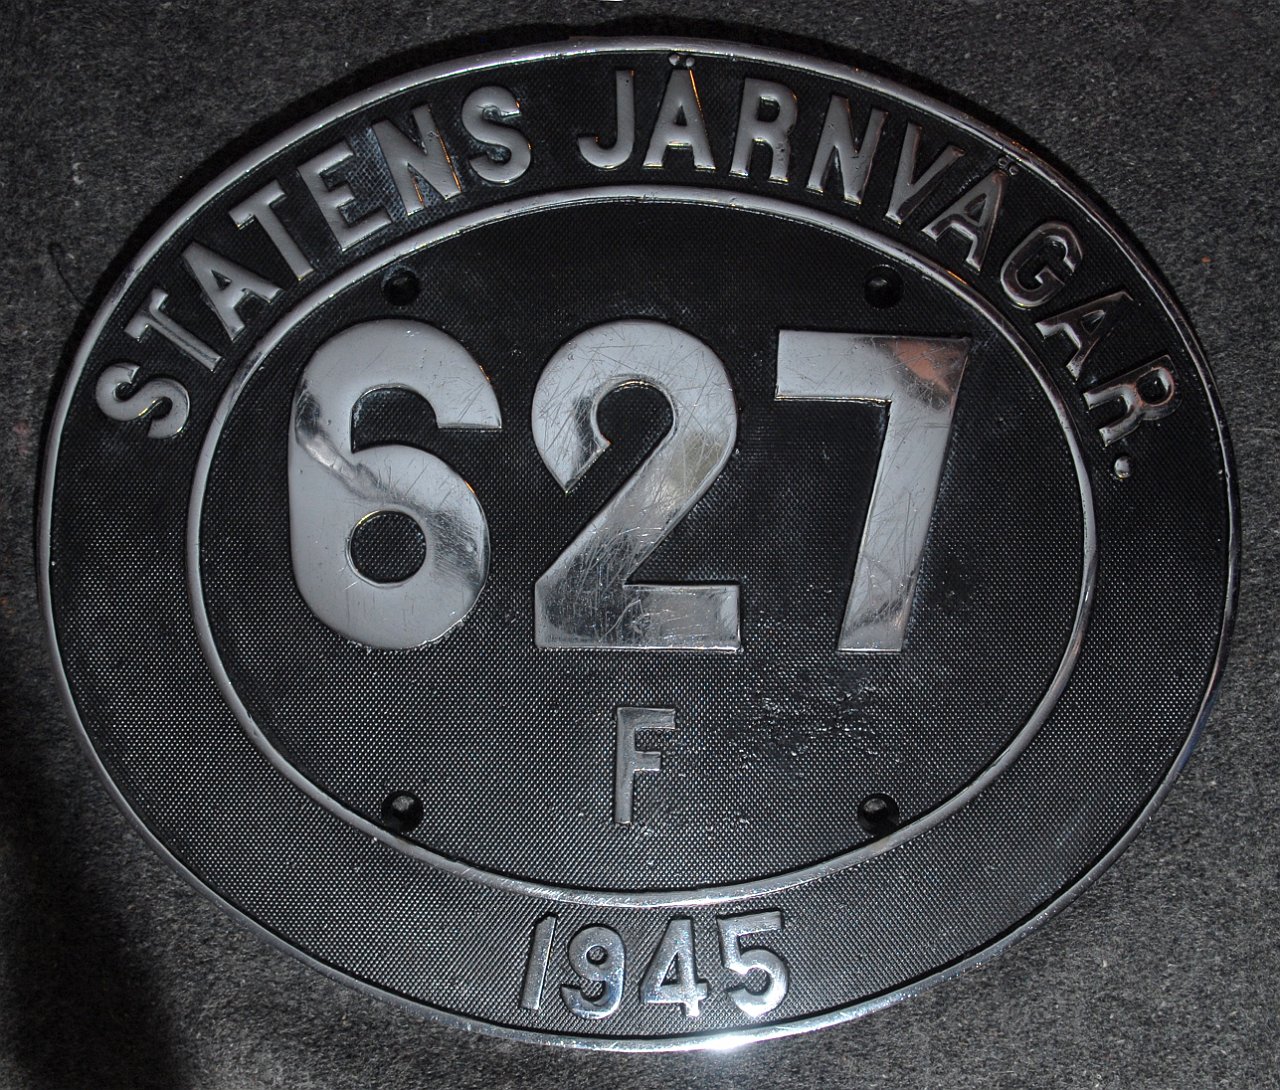 STATENS JÄRNVÄGAR.
627
F
1945